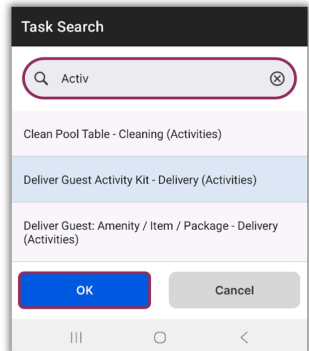 Task Search
Activ
Clean Pool Table - Cleaning (Activities)
Deliver Guest Activity Kit - Delivery (Activities)
Deliver Guest: Amenity / Item / Package - Delivery
(Activities)
OK
Cancel